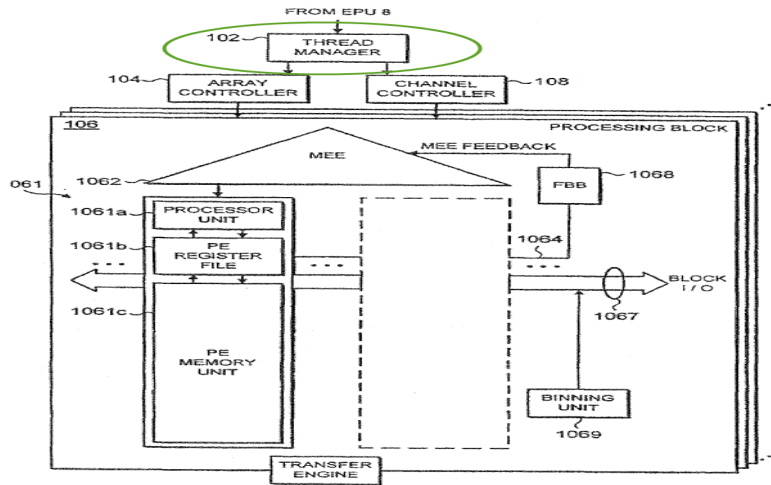 FROM EPU 8
102
THREAD
MANAGER
104
ARRAY
CONTROLLER
CHANNEL
CONTROLLER
108
106
PROCESSING BLOCK
MEE
MEE FEEDBACK
1062
FBB
1068
061
1061a
PROCESSOR
UNIT
1061b
PE
REGISTER
FILE
1064
BLOCK
I/O
1067
1061c
PE
MEMORY
UNIT
BINNING
UNIT
1069
TRANSFER
ENGINE